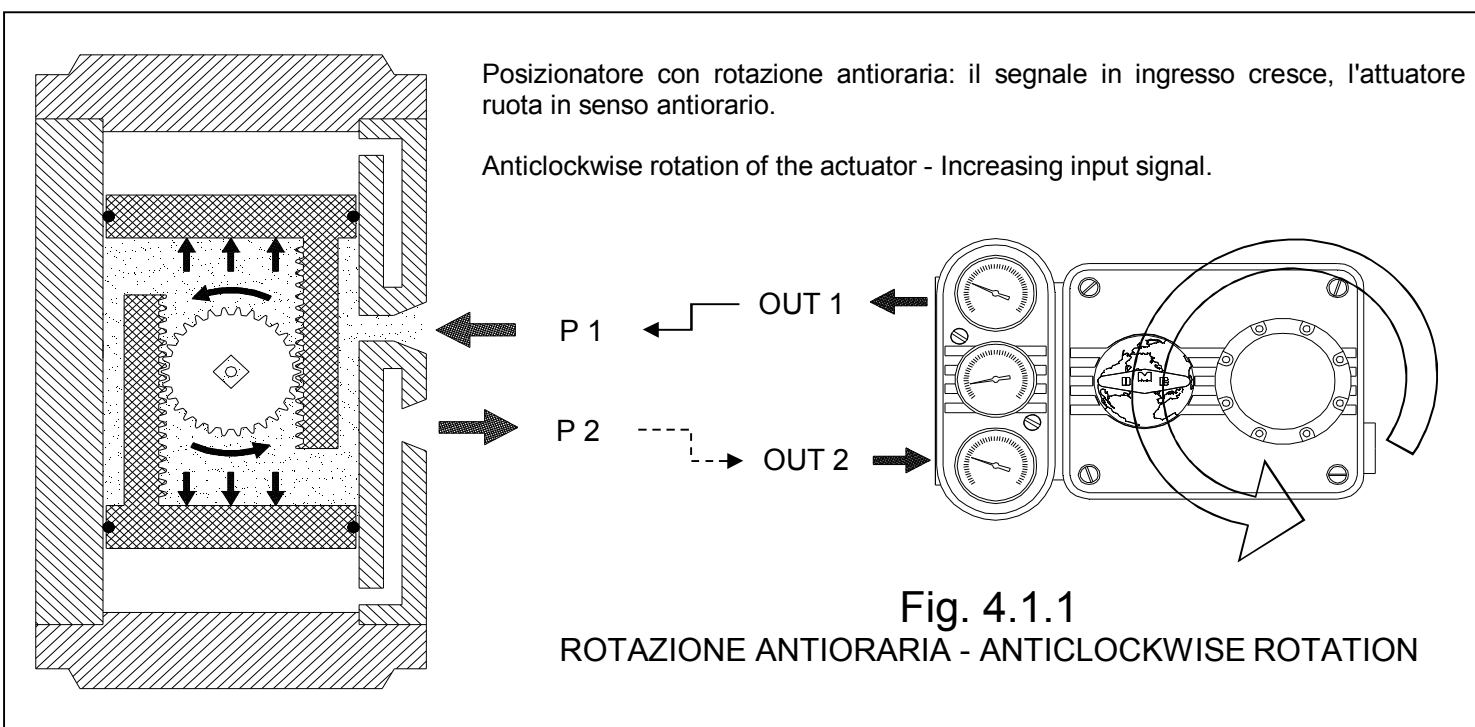 Posizionatore con rotazione antioraria: il segnale in ingresso cresce, l'attuatore
ruota in senso antiorario.
Anticlockwise rotation of the actuator - Increasing input signal.
P 1
OUT 1
P 2
OUT 2
Fig. 4.1.1
ROTAZIONE ANTIORARIA - ANTICLOCKWISE ROTATION